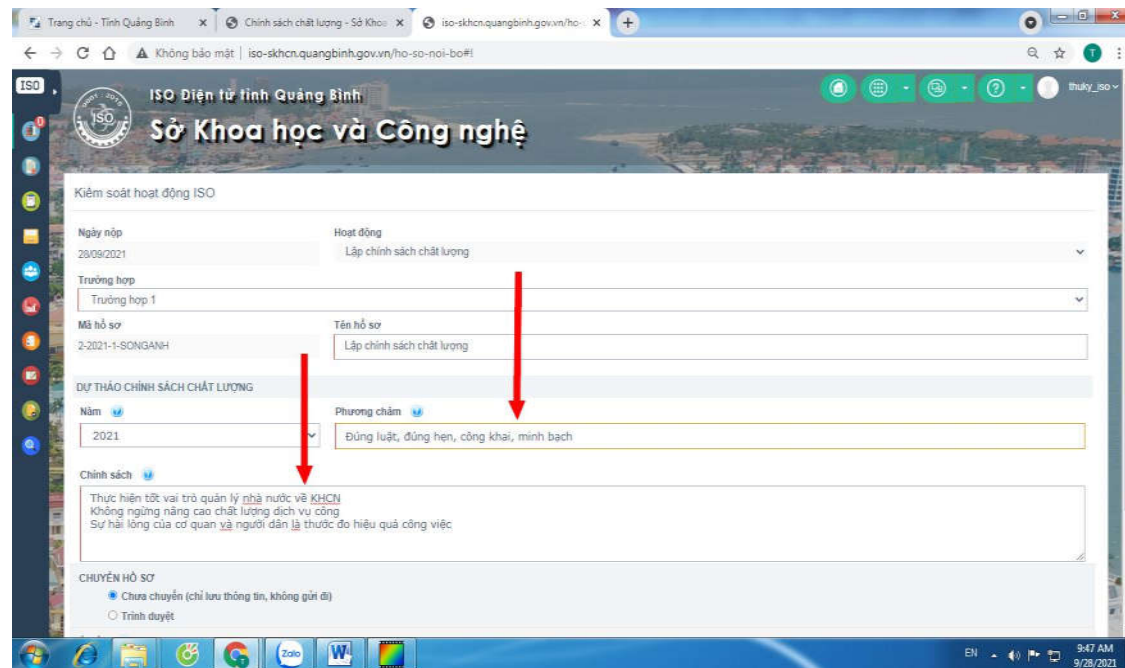 Trang chủ - Tỉnh Quảng Bình
Chính sách chất lượng - Sở Khoa
iso-skhcn.quangbinh.gov.vn/ho-
Không bảo mật | iso-skhcn.quangbinh.gov.vn/ho-so-noi-bo#!
T
ISO
ISO Điện tử tỉnh Quảng Bình
Sở Khoa học và Công nghệ
thuky_iso
0
Kiểm soát hoạt động ISO
Ngày nộp
Hoạt động
28/09/2021
Lập chính sách chất lượng
Trường hợp
Trường hợp 1
Mã hồ sơ
Tên hồ sơ
2-2021-1-SONGANH
Lập chính sách chất lượng
DỰ THẢO CHÍNH SÁCH CHẤT LƯỢNG
Năm
Phương châm
2021
Đúng luật, đúng hẹn, công khai, minh bạch
Chính sách
Thực hiện tốt vai trò quản lý nhà nước về KHCN
Không ngừng nâng cao chất lượng dịch vụ công
Sự hài lòng của cơ quan và người dân là thước đo hiệu quả công việc
CHUYỂN HỒ SƠ
Chưa chuyển (chỉ lưu thông tin, không gửi đi)
Trình duyệt
Zalo
EN
9:47 AM
9/28/2021